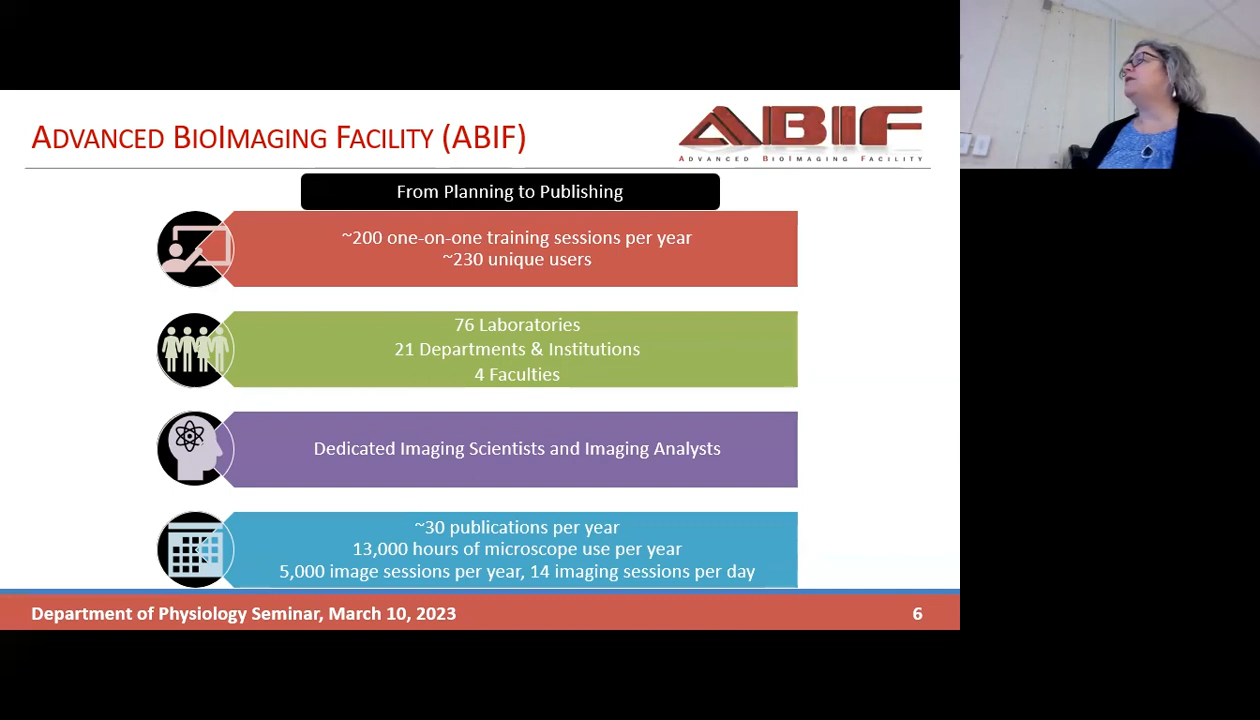 ADVANCED BIOIMAGING FACILITY (ABIF)
ABIF
ADVANCED BIOIMAGING FACILITY
From Planning to Publishing
~200 one-on-one training sessions per year
~230 unique users
76 Laboratories
21 Departments & Institutions
4 Faculties
Dedicated Imaging Scientists and Imaging Analysts
~30 publications per year
13,000 hours of microscope use per year
5,000 image sessions per year, 14 imaging sessions per day
Department of Physiology Seminar, March 10, 2023
6